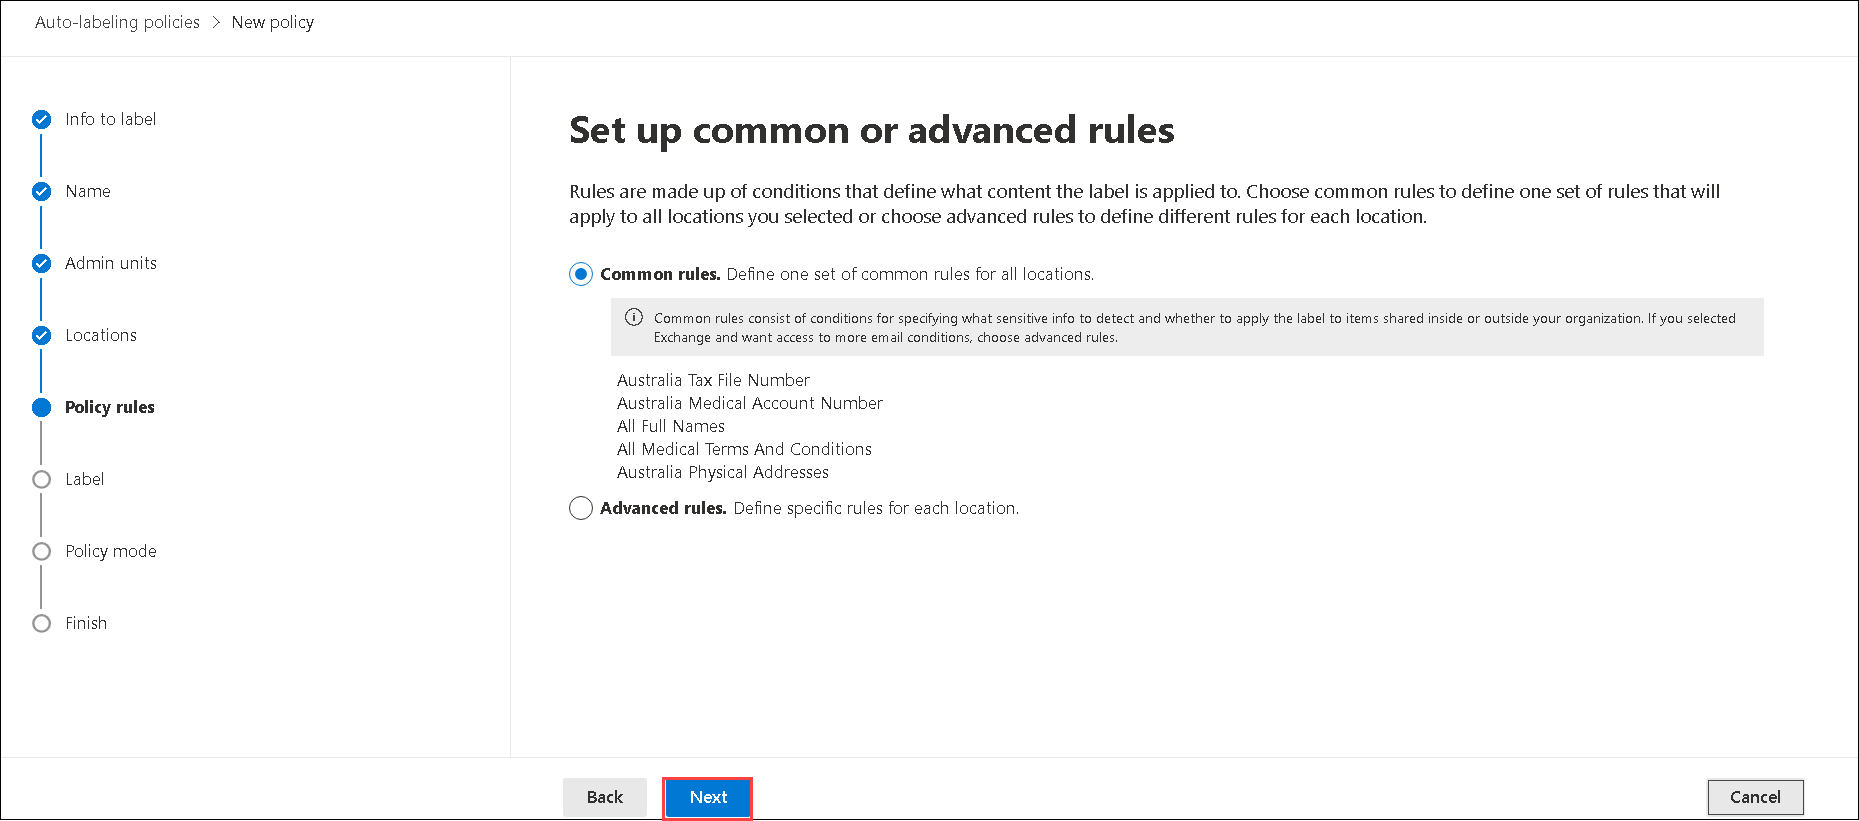 Auto-labeling policies > New policy
Info to label
Name
Admin units
Locations
Policy rules
Label
Policy mode
Finish
Set up common or advanced rules
Rules are made up of conditions that define what content the label is applied to. Choose common rules to define one set of rules that will
apply to all locations you selected or choose advanced rules to define different rules for each location.
Common rules. Define one set of common rules for all locations.
Common rules consist of conditions for specifying what sensitive info to detect and whether to apply the label to items shared inside or outside your organization. If you selected
Exchange and want access to more email conditions, choose advanced rules.
Australia Tax File Number
Australia Medical Account Number
All Full Names
All Medical Terms And Conditions
Australia Physical Addresses
Advanced rules. Define specific rules for each location.
Back
Next
Cancel